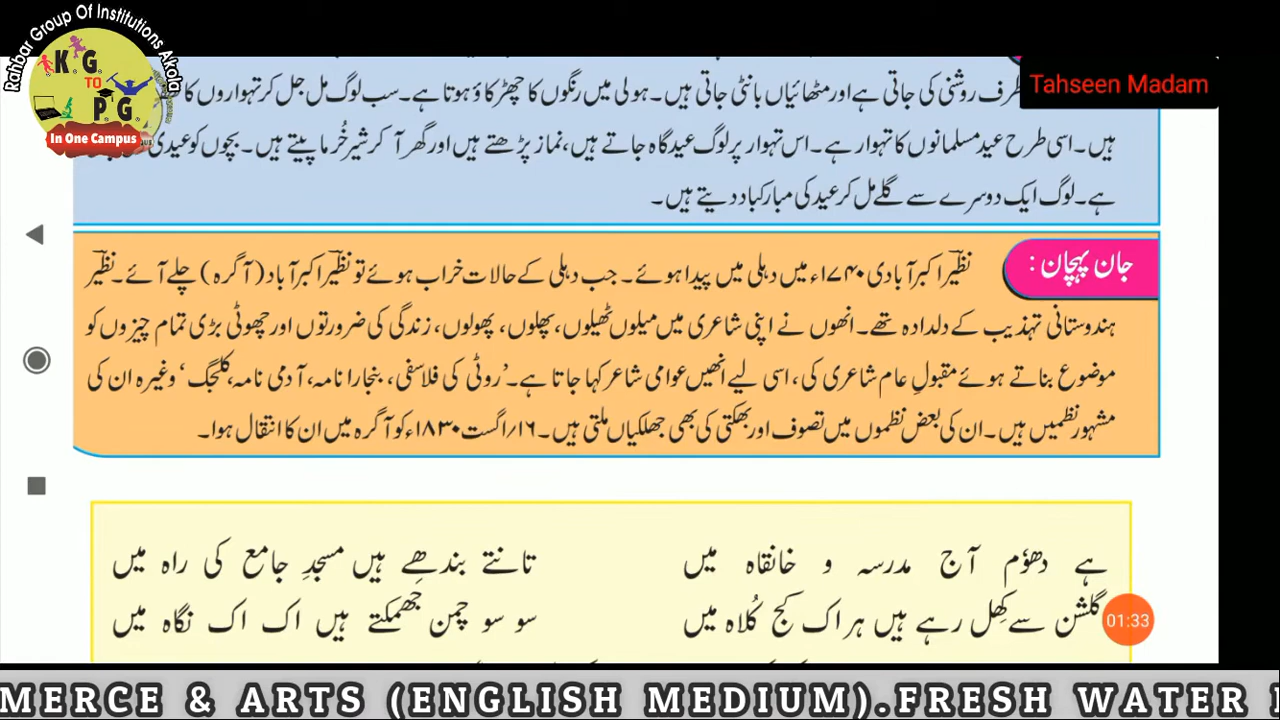 Rahbar Group Of Institutions Akola
K.G.
TO
P.G.
In One Campus
Tahseen Madam
طرف روشنی کی جاتی ہے اور مٹھائیاں بانٹی جاتی ہیں۔ ہولی میں رنگوں کا چھڑکاؤ ہوتا ہے۔ سب لوگ مل جل کر تہواروں کا
ہیں۔ اسی طرح عید مسلمانوں کا تہوار ہے۔ اس تہوار پر لوگ عیدگاہ جاتے ہیں، نماز پڑھتے ہیں اور گھر آ کر شیر خُرما پیتے ہیں۔ بچوں کو عیدی
ہے۔ لوگ ایک دوسرے سے گلے مل کر عید کی مبارکباد دیتے ہیں۔
جان پہچان :
نظیرؔ اکبرآبادی ۱۷۴۰ء میں دہلی میں پیدا ہوئے۔ جب دہلی کے حالات خراب ہوئے تو نظیرؔ اکبرآباد (آگرہ) چلے آئے۔ نظیرؔ
ہندوستانی تہذیب کے دلدادہ تھے۔ انھوں نے اپنی شاعری میں میلوں ٹھیلوں، پھلوں، پھولوں، زندگی کی ضرورتوں اور چھوٹی بڑی تمام چیزوں کو
موضوع بناتے ہوئے مقبولِ عام شاعری کی، اسی لیے انھیں عوامی شاعر کہا جاتا ہے۔ 'روٹی کی فلاسفی، بنجارا نامہ، آدمی نامہ، کلجگ' وغیرہ ان کی
مشہور نظمیں ہیں۔ ان کی بعض نظموں میں تصوف اور بھکتی کی بھی جھلکیاں ملتی ہیں۔ ۱۶/اگست ۱۸۳۰ء کو آگرہ میں ان کا انتقال ہوا۔
ہے دھوٗم آج مدرسہ و خانقاہ میں تانتے بندھے ہیں مسجدِ جامع کی راہ میں
گلشن سے کِھل رہے ہیں ہر اک کج کُلاہ میں سو سو چمن جھمکتے ہیں اک اک نگاہ میں
01:33
MERCE & ARTS (ENGLISH MEDIUM).FRESH WATER